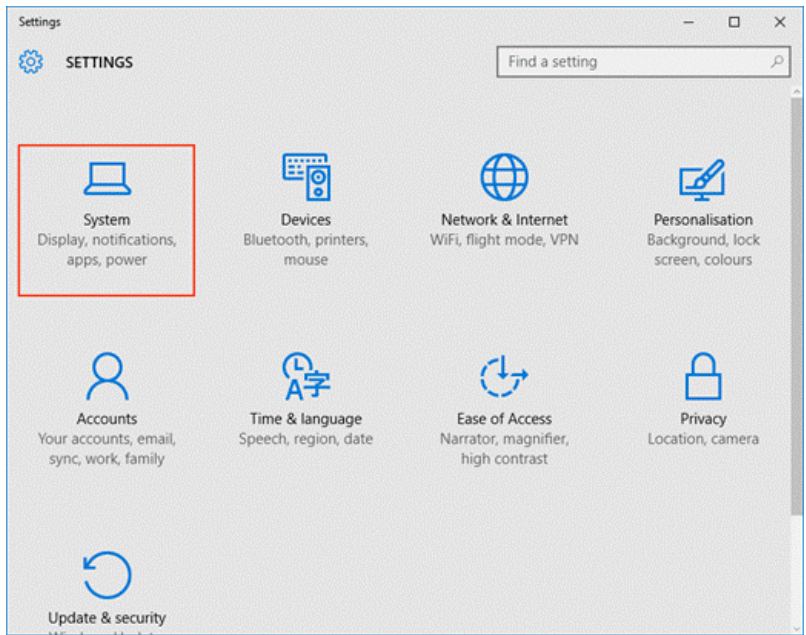 Settings
SETTINGS
Find a setting
System
Display, notifications,
apps, power
Devices
Bluetooth, printers,
mouse
Network & Internet
WiFi, flight mode, VPN
Personalisation
Background, lock
screen, colours
Accounts
Your accounts, email,
sync, work, family
Time & language
Speech, region, date
Ease of Access
Narrator, magnifier,
high contrast
Privacy
Location, camera
Update & security